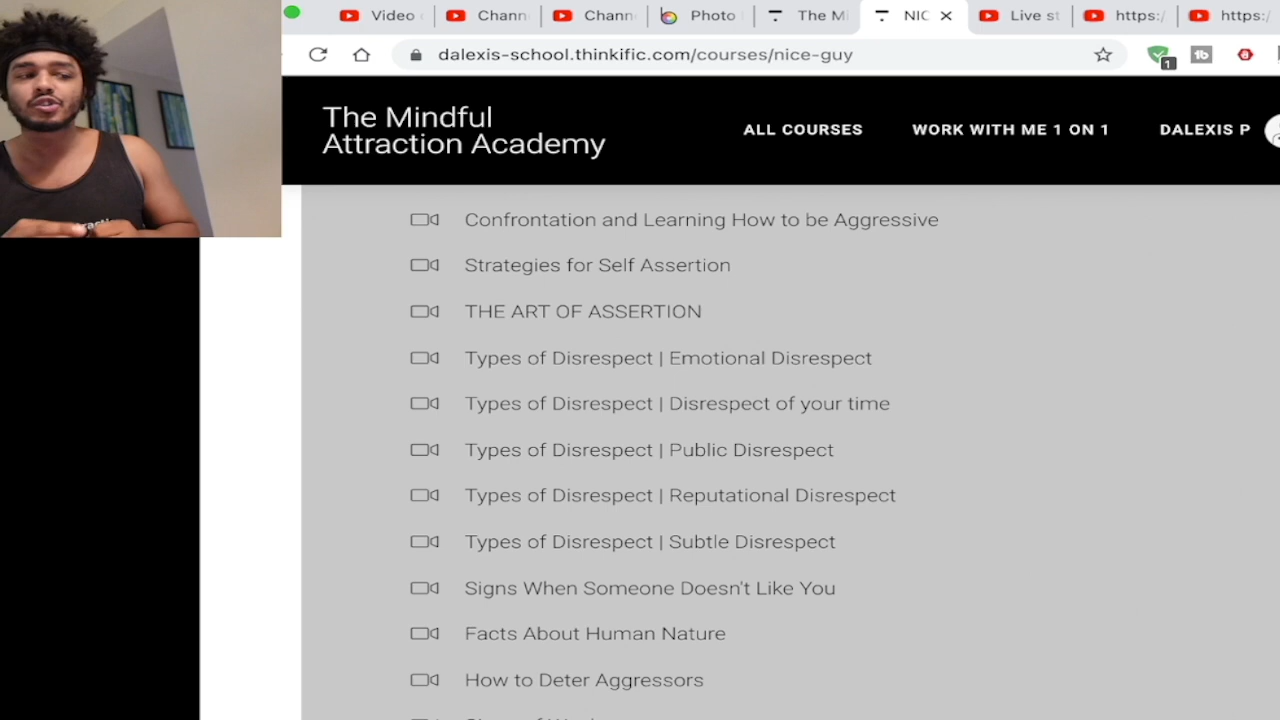 Video
Chann
Chann
Photo
The Mi
NIC
Live st
https:/
https:/
dalexis-school.thinkific.com/courses/nice-guy
1
The Mindful
Attraction Academy
ALL COURSES
WORK WITH ME 1 ON 1
DALEXIS P
Confrontation and Learning How to be Aggressive
Strategies for Self Assertion
THE ART OF ASSERTION
Types of Disrespect | Emotional Disrespect
Types of Disrespect | Disrespect of your time
Types of Disrespect | Public Disrespect
Types of Disrespect | Reputational Disrespect
Types of Disrespect | Subtle Disrespect
Signs When Someone Doesn't Like You
Facts About Human Nature
How to Deter Aggressors